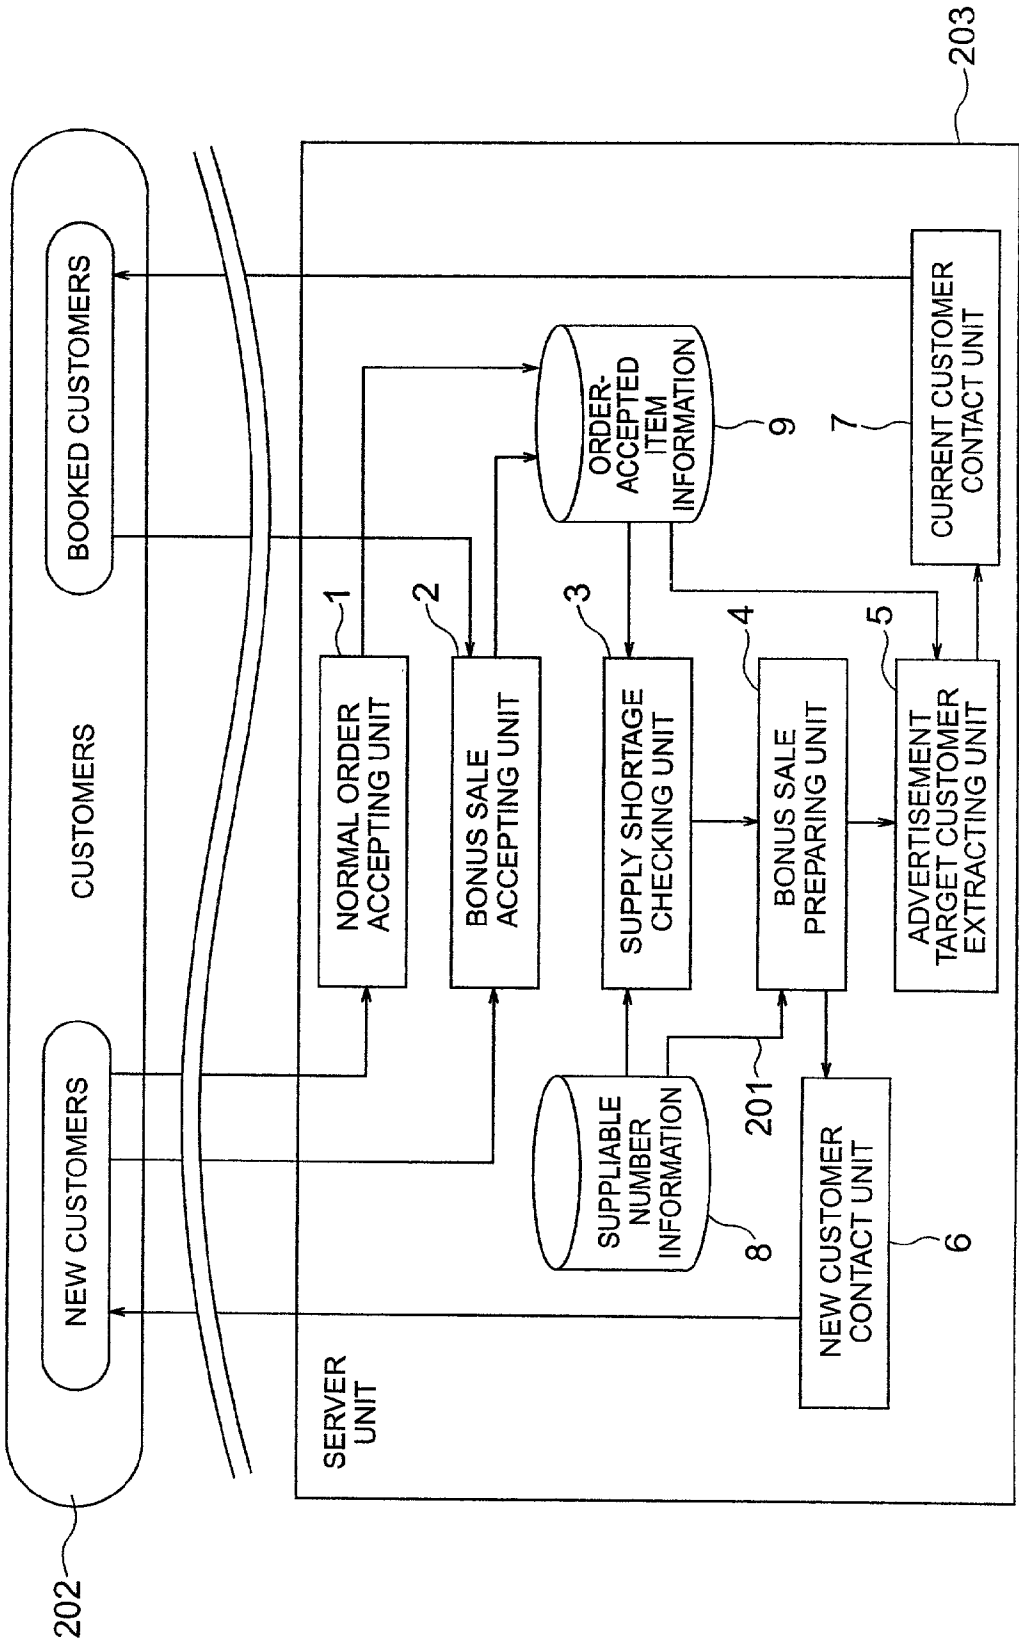 202
CUSTOMERS
NEW CUSTOMERS
BOOKED CUSTOMERS
SERVER
UNIT
203
1
NORMAL ORDER
ACCEPTING UNIT
2
BONUS SALE
ACCEPTING UNIT
SUPPLIABLE
NUMBER
INFORMATION
8
3
SUPPLY SHORTAGE
CHECKING UNIT
ORDER-
ACCEPTED
ITEM
INFORMATION
9
201
4
BONUS SALE
PREPARING UNIT
NEW CUSTOMER
CONTACT UNIT
6
5
ADVERTISEMENT
TARGET CUSTOMER
EXTRACTING UNIT
7
CURRENT CUSTOMER
CONTACT UNIT